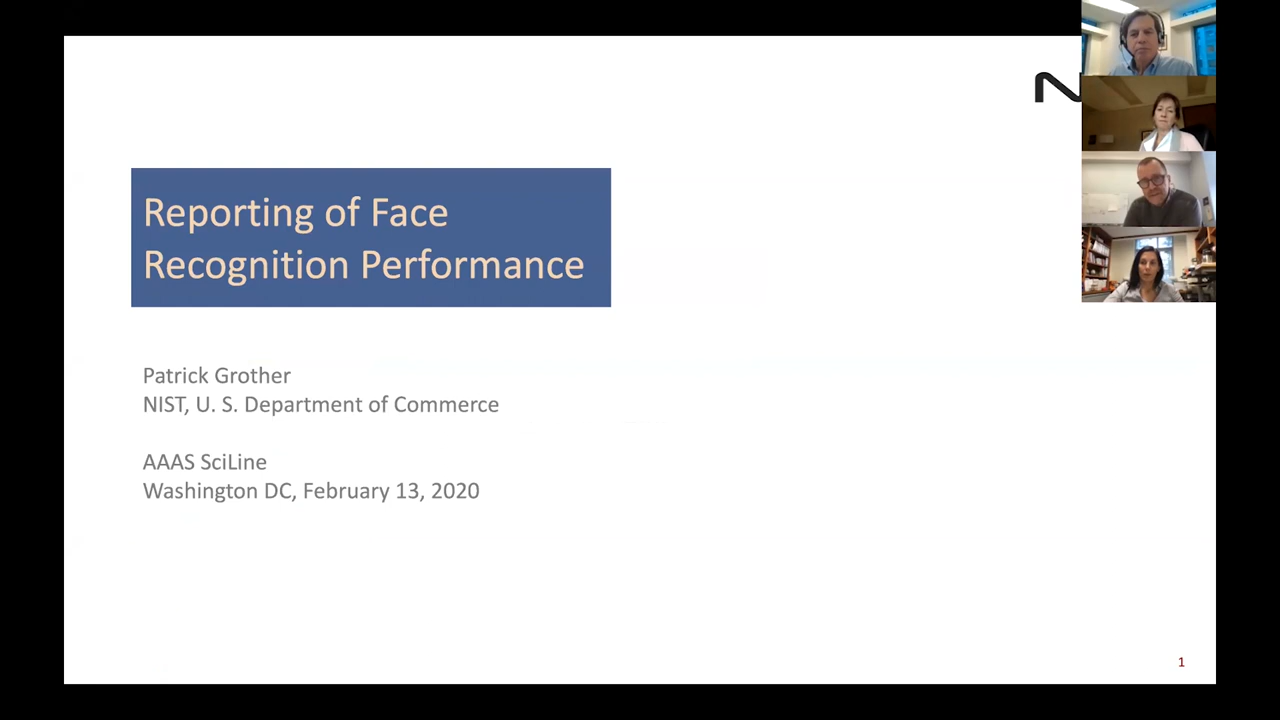 Reporting of Face
Recognition Performance
Patrick Grother
NIST, U. S. Department of Commerce
AAAS SciLine
Washington DC, February 13, 2020
1